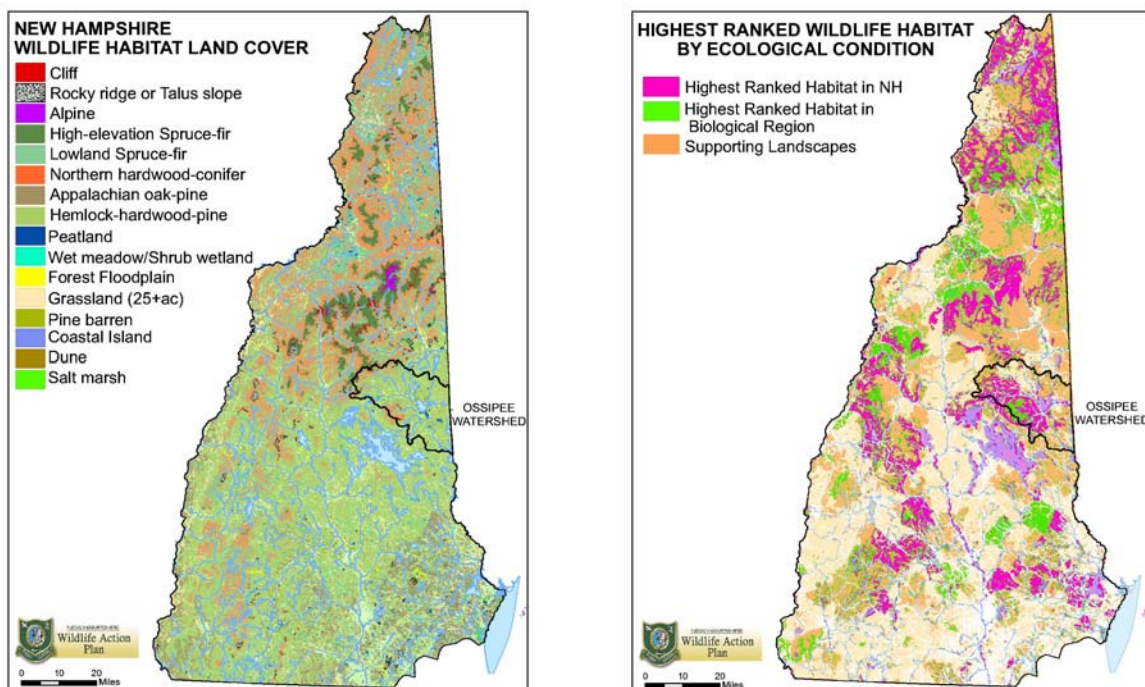 NEW HAMPSHIRE
WILDLIFE HABITAT LAND COVER
Cliff
Rocky ridge or Talus slope
Alpine
High-elevation Spruce-fir
Lowland Spruce-fir
Northern hardwood-conifer
Appalachian oak-pine
Hemlock-hardwood-pine
Peatland
Wet meadow/Shrub wetland
Forest Floodplain
Grassland (25+ac)
Pine barren
Coastal Island
Dune
Salt marsh
OSSIPEE
WATERSHED
Wildlife Action
Plan
0 10 20
Miles
HIGHEST RANKED WILDLIFE HABITAT
BY ECOLOGICAL CONDITION
Highest Ranked Habitat in NH
Highest Ranked Habitat in
Biological Region
Supporting Landscapes
OSSIPEE
WATERSHED
Wildlife Action
Plan
0 10 20
Miles